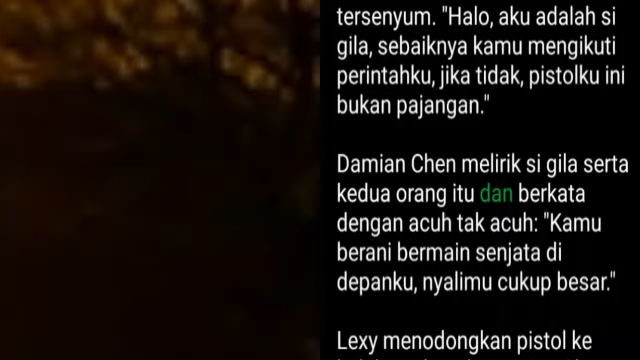 tersenyum. "Halo, aku adalah si
gila, sebaiknya kamu mengikuti
perintahku, jika tidak, pistolku ini
bukan pajangan."
Damian Chen melirik si gila serta
kedua orang itu dan berkata
dengan acuh tak acuh: "Kamu
berani bermain senjata di
depanku, nyalimu cukup besar."
Lexy menodongkan pistol ke